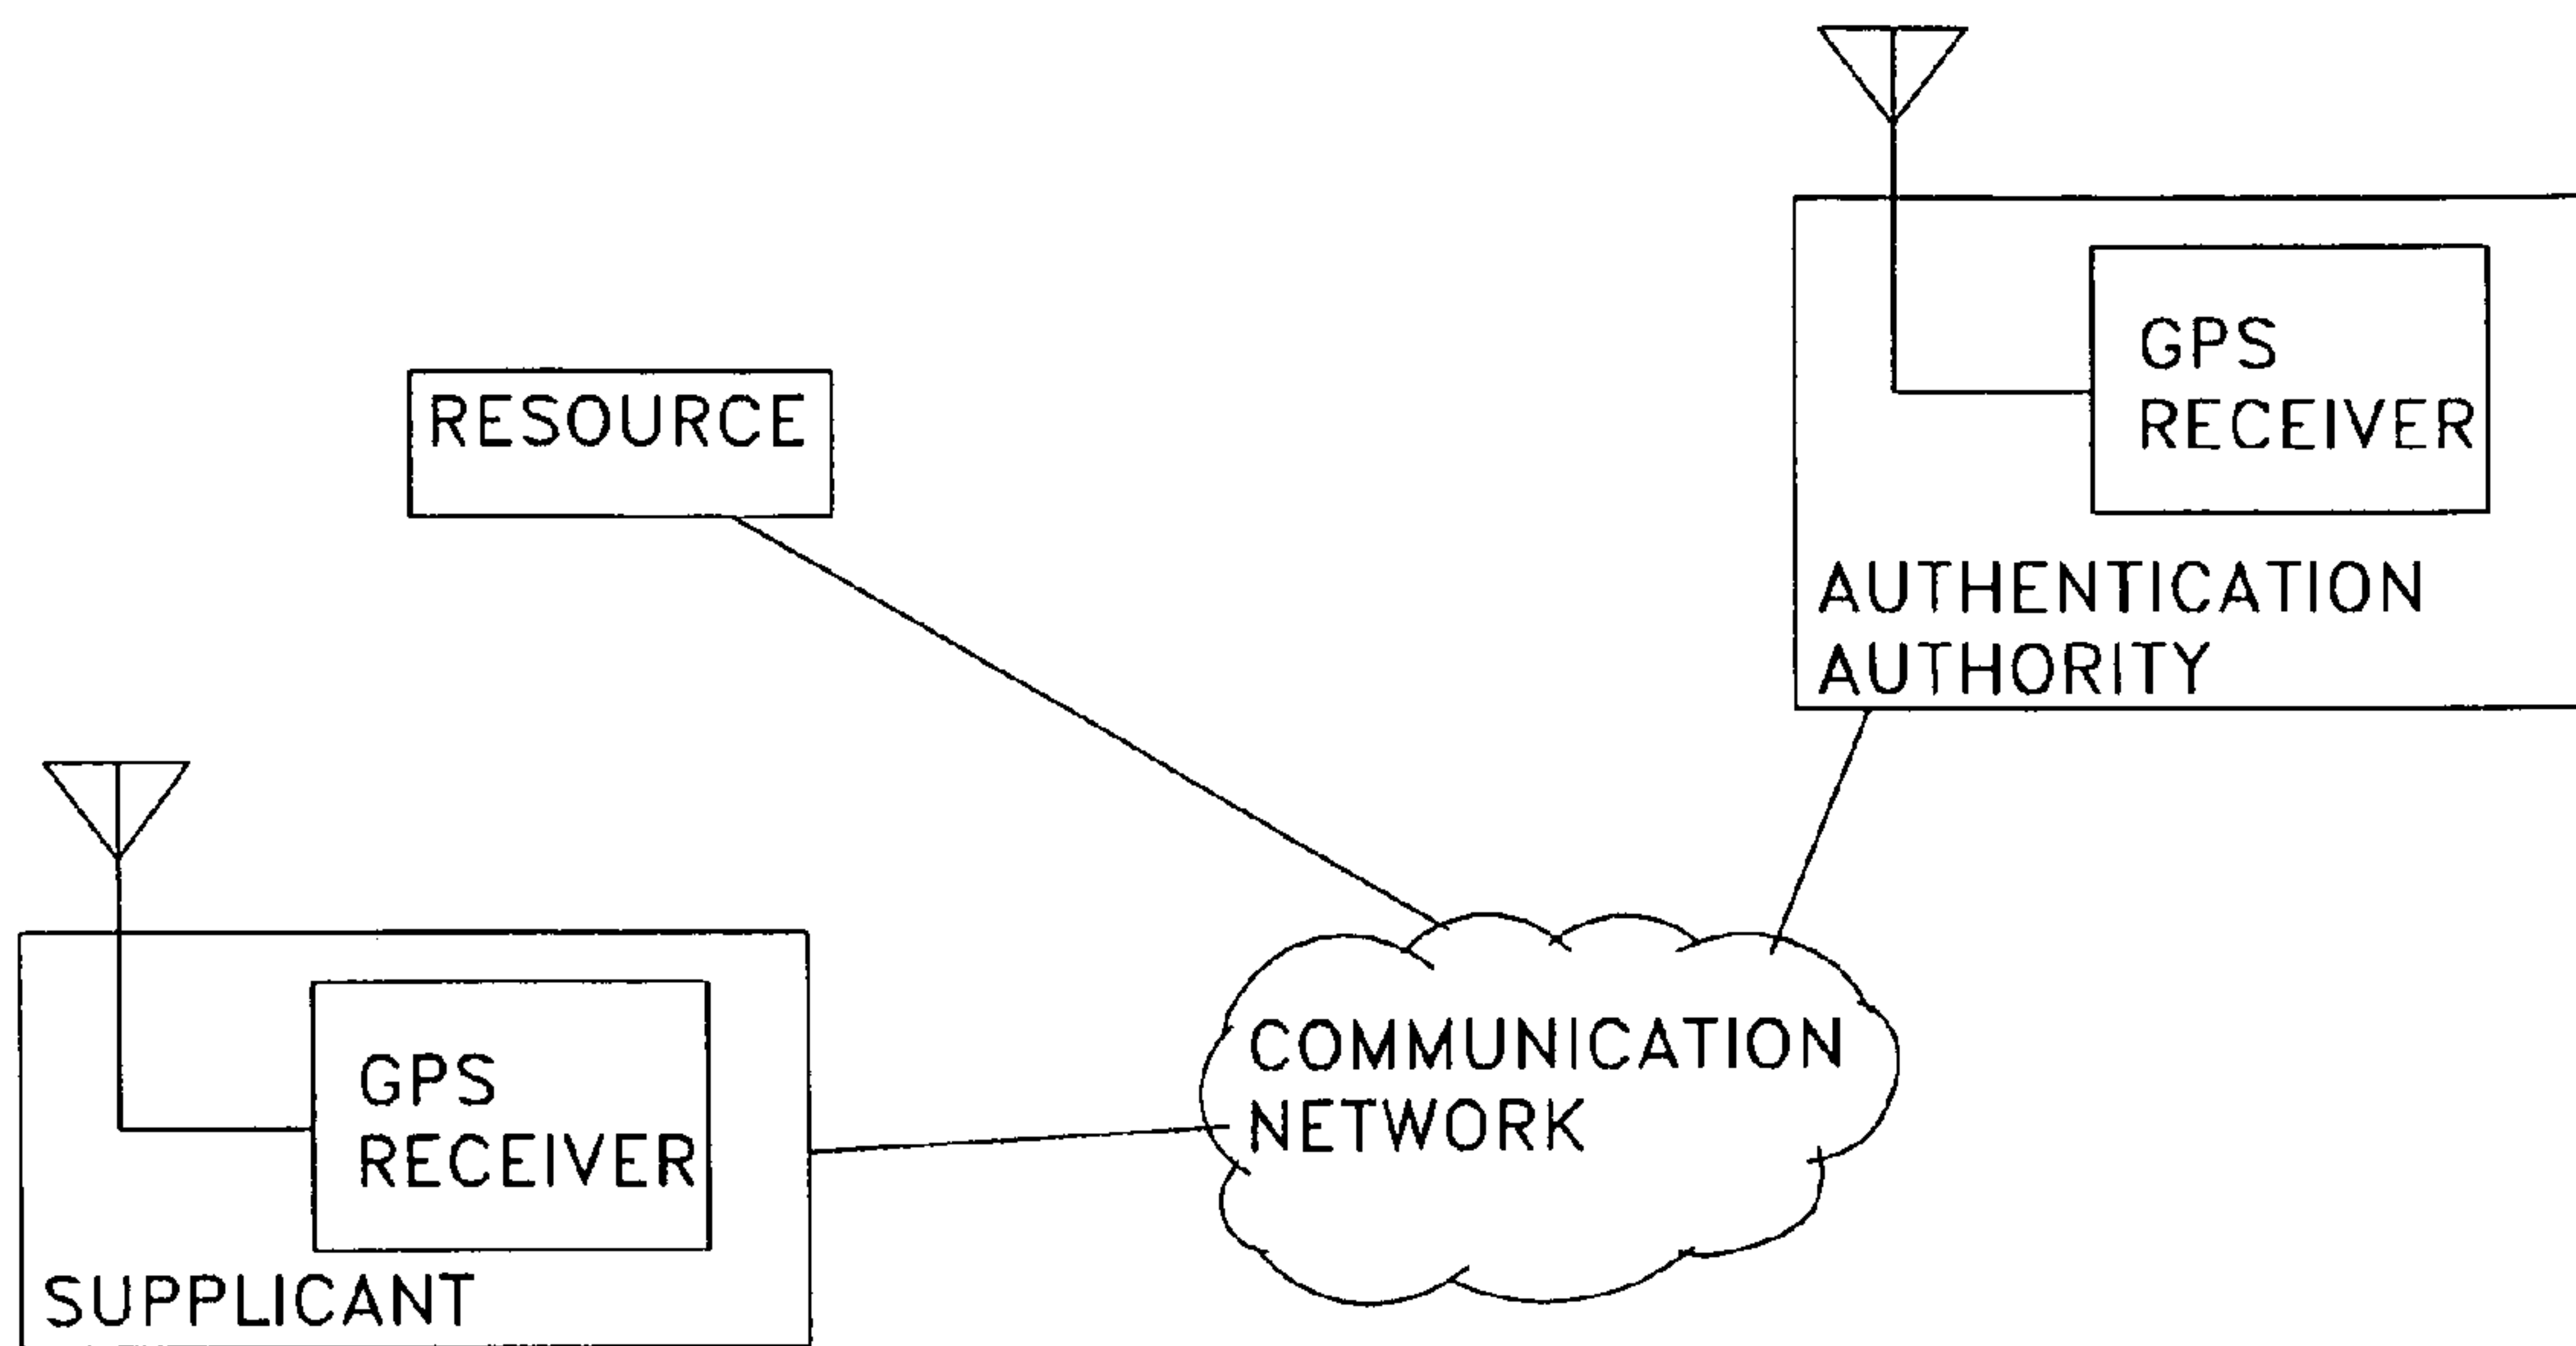 GPS
RECEIVER
RESOURCE
AUTHENTICATION
AUTHORITY
COMMUNICATION
NETWORK
GPS
RECEIVER
SUPPLICANT